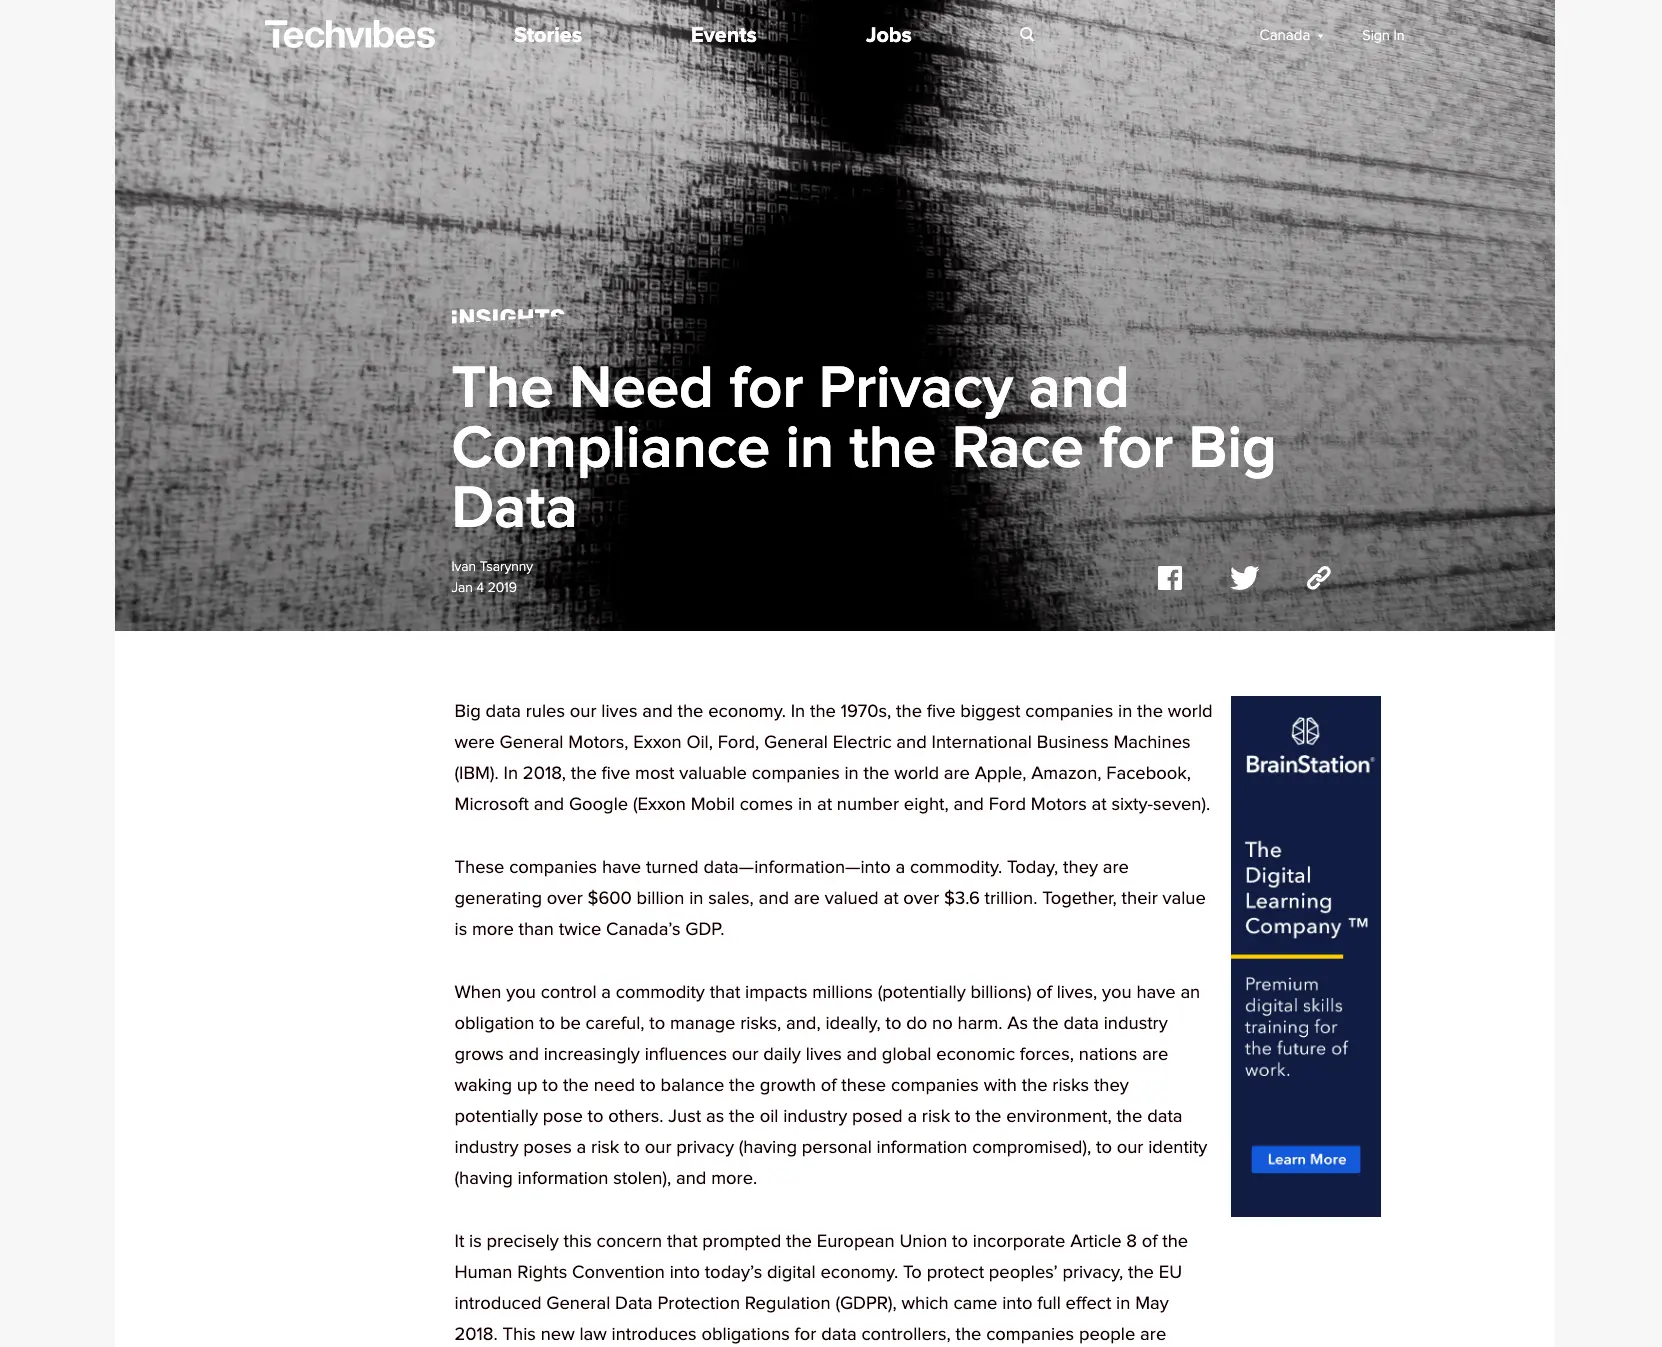 Techvibes
Stories
Events
Jobs
Canada
Sign In
INSIGHTS
The Need for Privacy and
Compliance in the Race for Big
Data
Ivan Tsarynny
Jan 4 2019
Big data rules our lives and the economy. In the 1970s, the five biggest companies in the world
were General Motors, Exxon Oil, Ford, General Electric and International Business Machines
(IBM). In 2018, the five most valuable companies in the world are Apple, Amazon, Facebook,
Microsoft and Google (Exxon Mobil comes in at number eight, and Ford Motors at sixty-seven).
These companies have turned data—information—into a commodity. Today, they are
generating over $600 billion in sales, and are valued at over $3.6 trillion. Together, their value
is more than twice Canada’s GDP.
When you control a commodity that impacts millions (potentially billions) of lives, you have an
obligation to be careful, to manage risks, and, ideally, to do no harm. As the data industry
grows and increasingly influences our daily lives and global economic forces, nations are
waking up to the need to balance the growth of these companies with the risks they
potentially pose to others. Just as the oil industry posed a risk to the environment, the data
industry poses a risk to our privacy (having personal information compromised), to our identity
(having information stolen), and more.
It is precisely this concern that prompted the European Union to incorporate Article 8 of the
Human Rights Convention into today’s digital economy. To protect peoples’ privacy, the EU
introduced General Data Protection Regulation (GDPR), which came into full effect in May
2018. This new law introduces obligations for data controllers, the companies people are
BrainStation®
The
Digital
Learning
Company ™
Premium
digital skills
training for
the future of
work.
Learn More